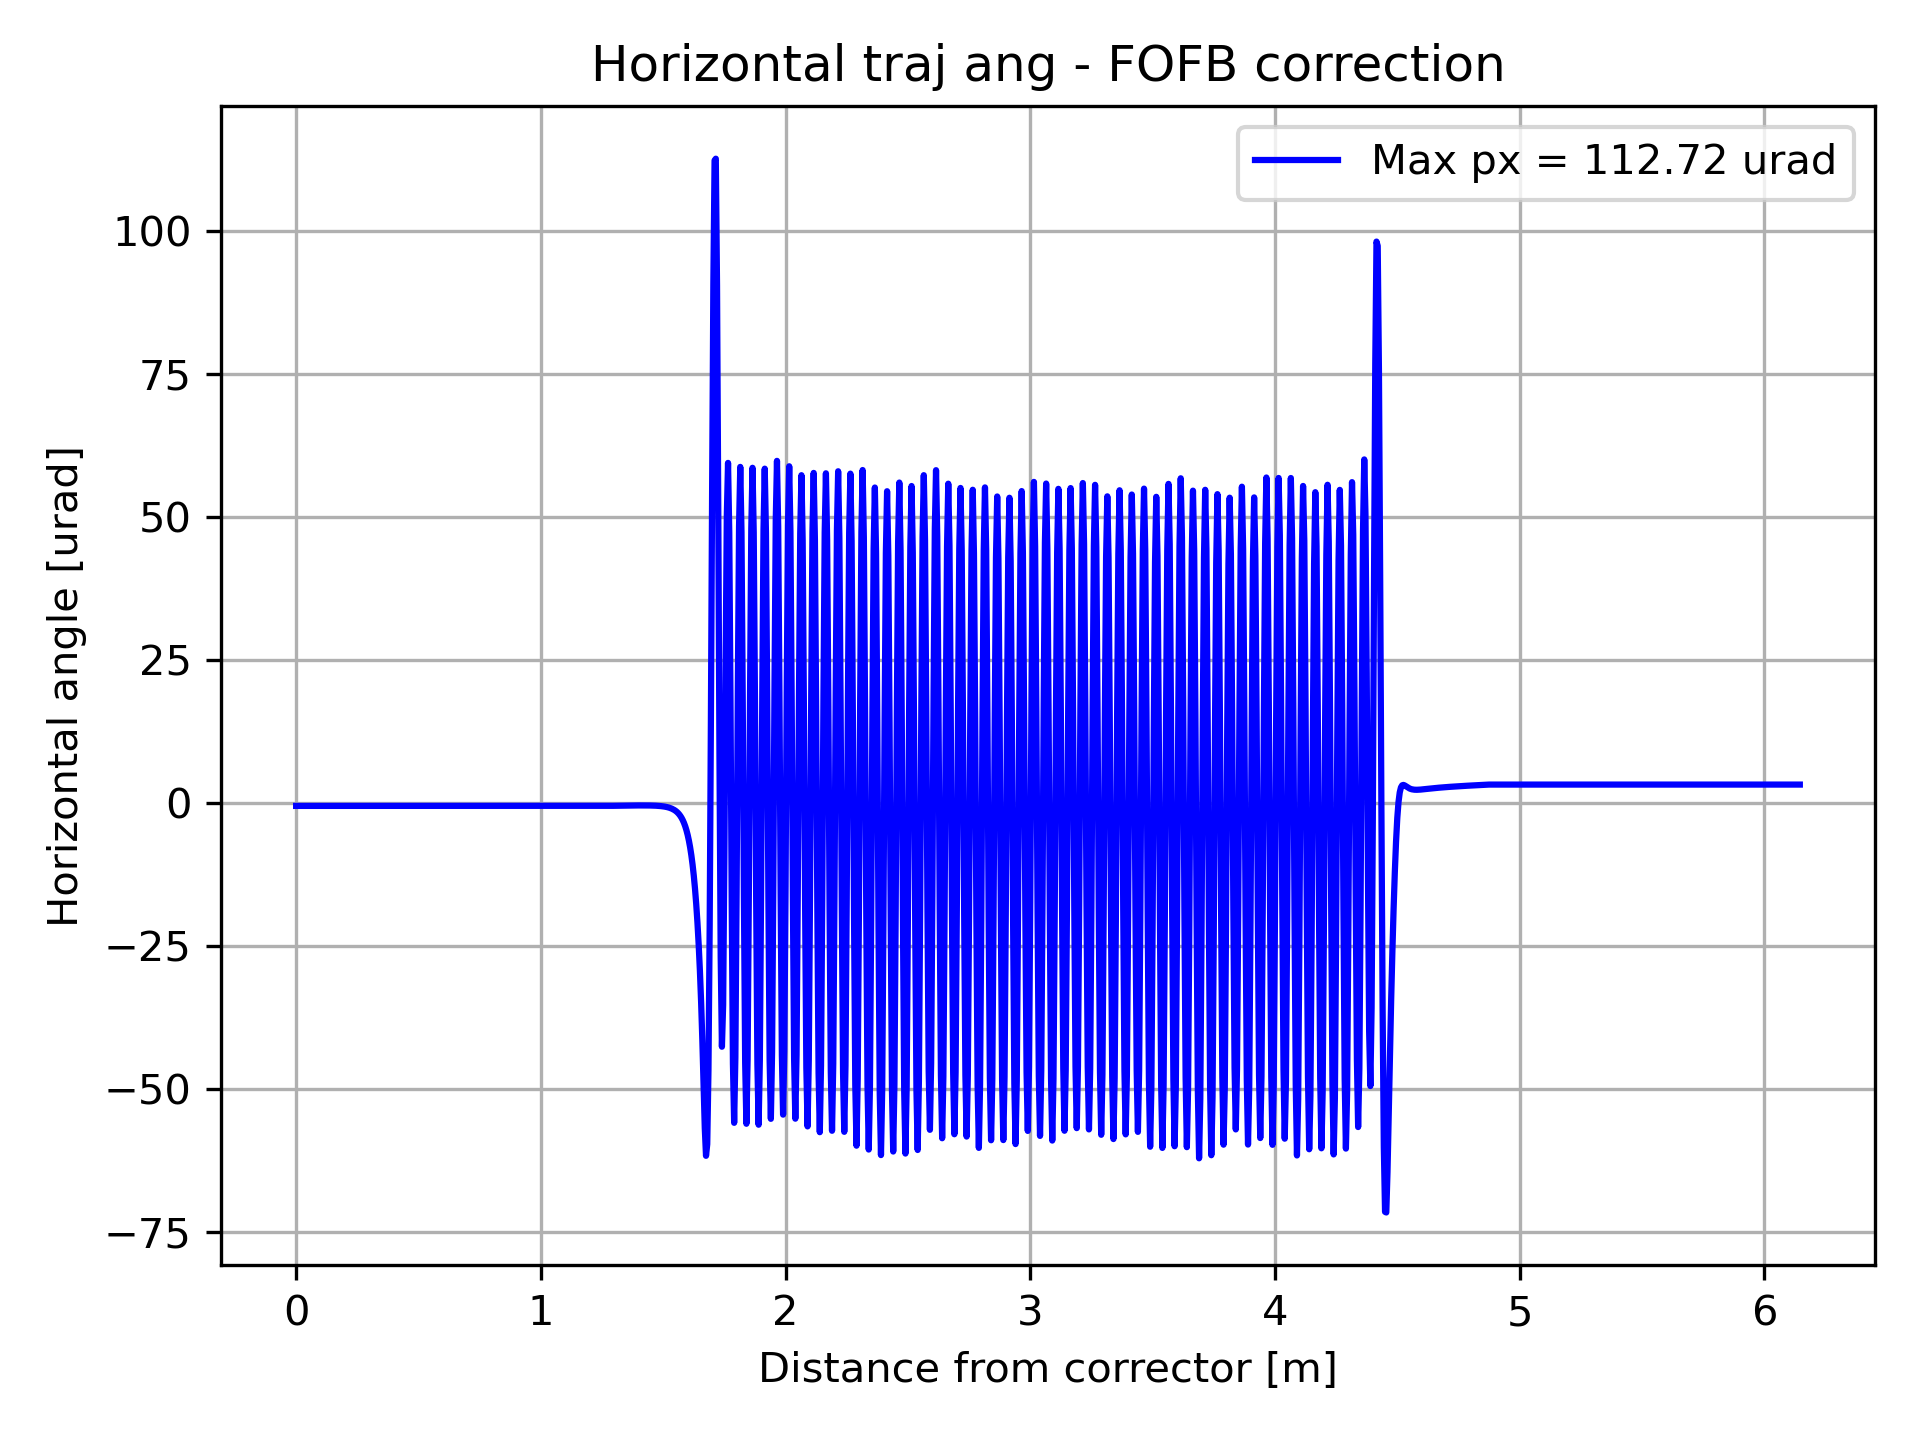 Horizontal traj ang - FOFB correction
Max px = 112.72 urad
Horizontal angle [urad]
100
75
50
25
0
−25
−50
−75
0 1 2 3 4 5 6
Distance from corrector [m]